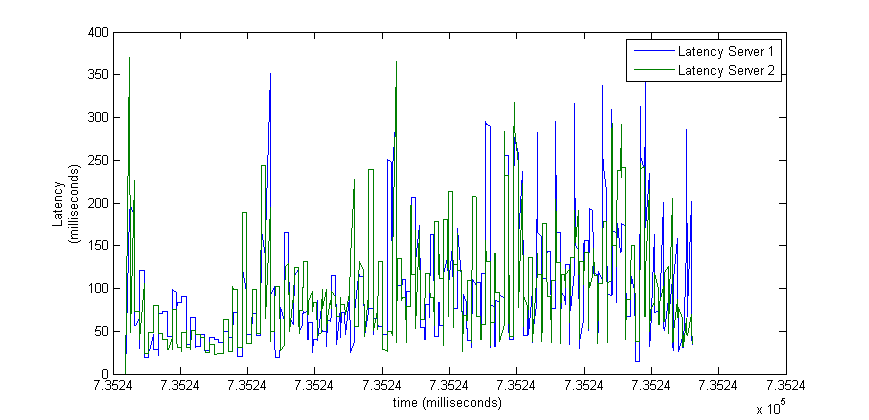 400
350
300
250
200
150
100
50
0
Latency
(milliseconds)
Latency Server 1
Latency Server 2
7.3524 7.3524 7.3524 7.3524 7.3524 7.3524 7.3524 7.3524 7.3524 7.3524 7.3524
time (milliseconds)
x 10^5